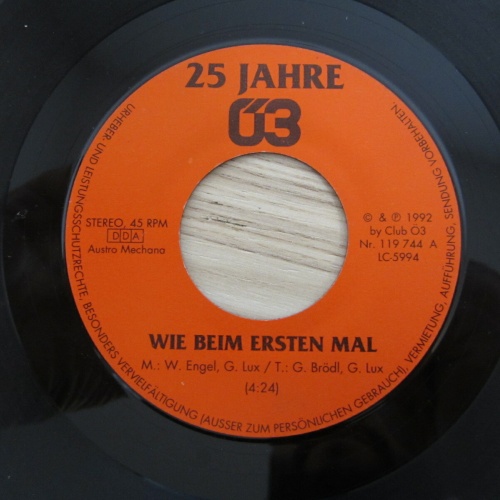 25 JAHRE
Ö3
STEREO, 45 RPM
DDA
Austro Mechana
© & ℗ 1992
by Club Ö3
Nr. 119 744 A
LC-5994
WIE BEIM ERSTEN MAL
M.: W. Engel, G. Lux / T.: G. Brödl, G. Lux
(4:24)
URHEBER- UND LEISTUNGSSCHUTZRECHTE, BESONDERS VERVIELFÄLTIGUNG (AUSSER ZUM PERSÖNLICHEN GEBRAUCH), VERMIETUNG, AUFFÜHRUNG, SENDUNG VORBEHALTEN